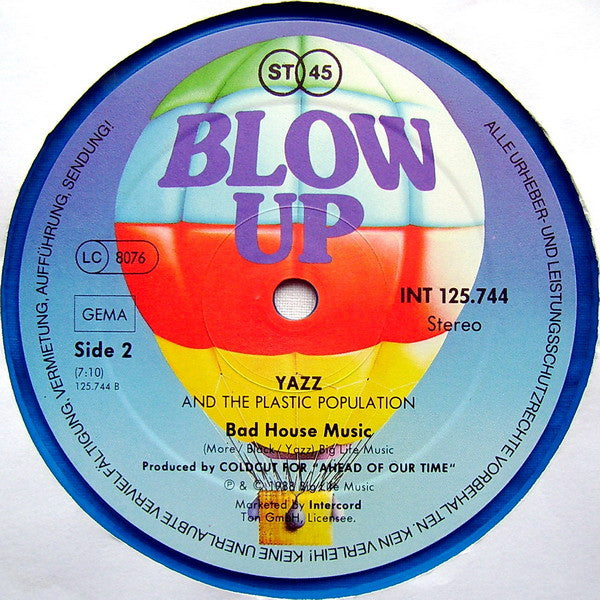 ST 45
BLOW
UP
LC 8076
GEMA
Side 2
(7:10)
125.744 B
INT 125.744
Stereo
YAZZ
AND THE PLASTIC POPULATION
Bad House Music
(More/ Black/ Yazz) Big Life Music
Produced by COLDCUT FOR "AHEAD OF OUR TIME"
℗ & © 1988 Big Life Music
Marketed by Intercord
Ton GmbH, Licensee.
ALLE URHEBER- UND LEISTUNGSSCHUTZRECHTE VORBEHALTEN. KEIN VERLEIH! KEINE UNERLAUBTE VERVIELFÄLTIGUNG, VERMIETUNG, AUFFÜHRUNG, SENDUNG!